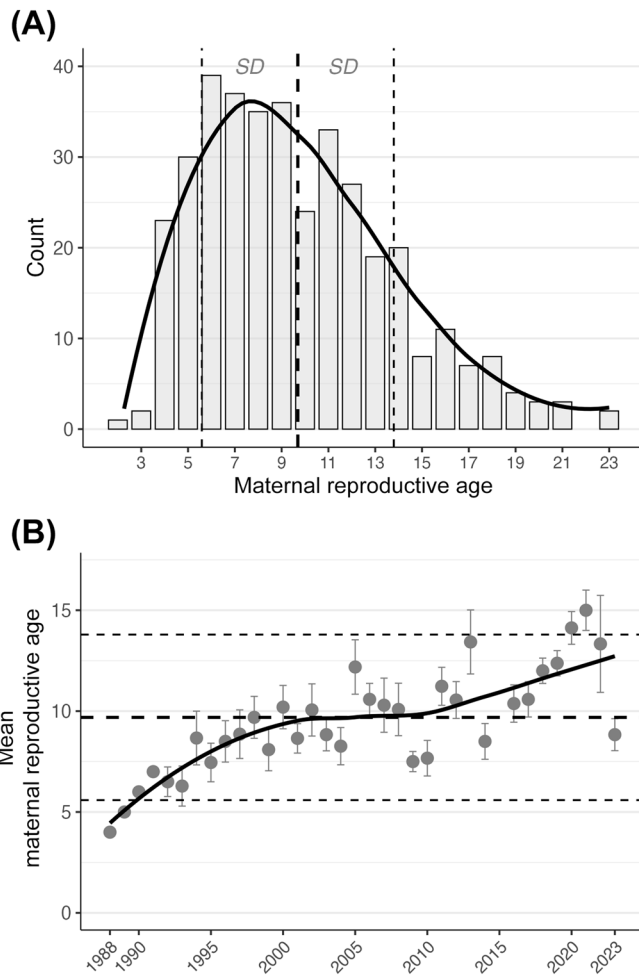 (A)
SD SD
40
30
20
10
0
Count
3 5 7 9 11 13 15 17 19 21 23
Maternal reproductive age
(B)
15
10
5
0
Mean
maternal reproductive age
1988 1990 1995 2000 2005 2010 2015 2020 2023